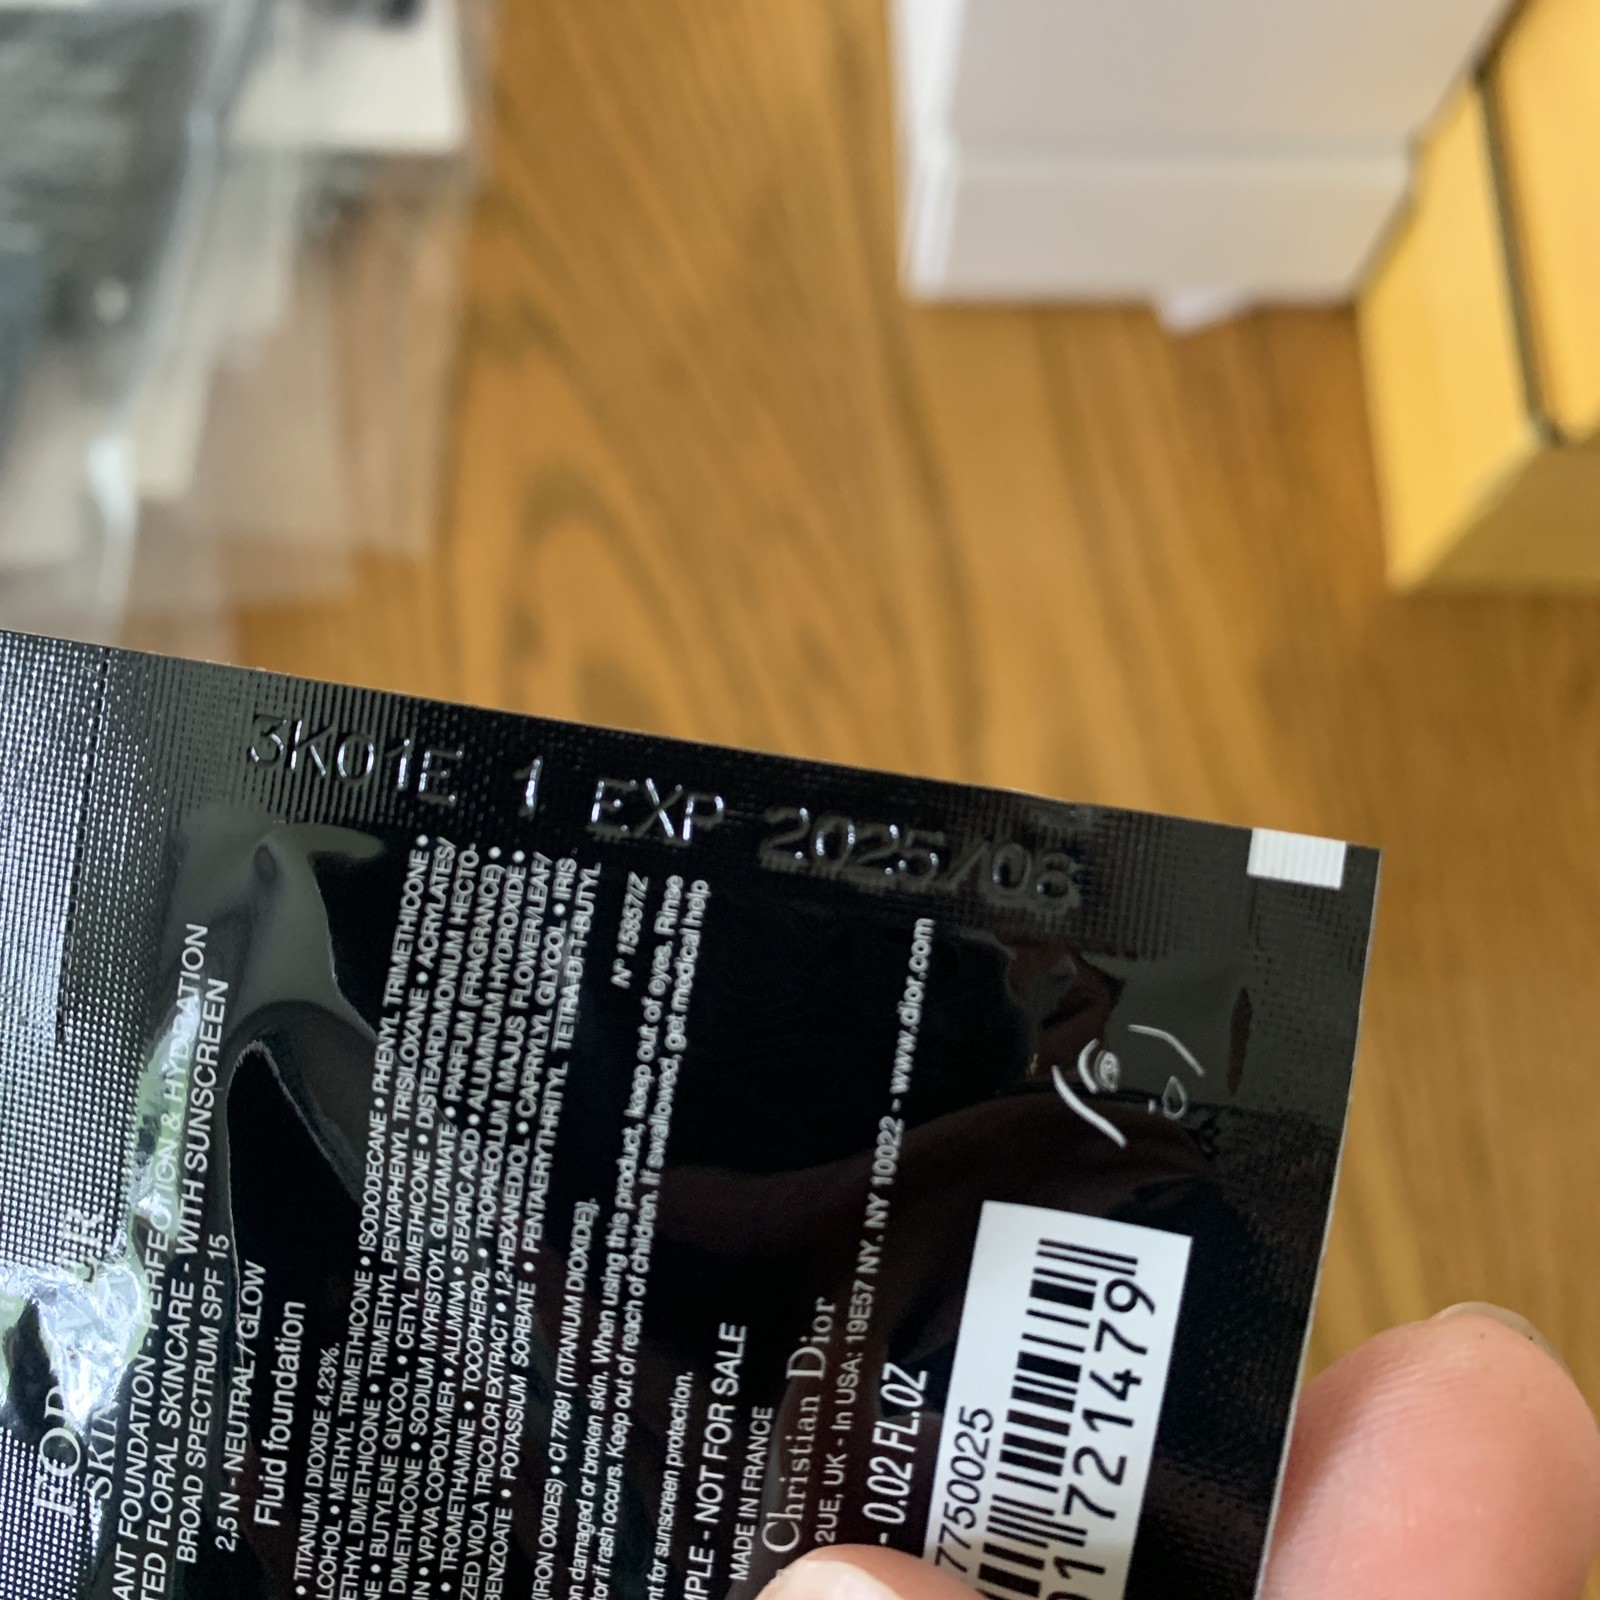 3K01E 1 EXP 2025/06
FOR
SKIN
ANT FOUNDATION - PERFECTION & HYDRATION
TED FLORAL SKINCARE - WITH SUNSCREEN
BROAD SPECTRUM SPF 15
2,5 N - NEUTRAL / GLOW
Fluid foundation
• TITANIUM DIOXIDE 4.23%.
LCOHOL • METHYL TRIMETHICONE • ISODODECANE • PHENYL TRIMETHICONE •
ETHYL DIMETHICONE • TRIMETHYL PENTAPHENYL TRISILOXANE • ACRYLATES/
NE • BUTYLENE GLYCOL • CETYL DIMETHICONE • DISTEARDIMONIUM HECTO-
DIMETHICONE • SODIUM MYRISTOYL GLUTAMATE • PARFUM (FRAGRANCE) •
IN • VP/VA COPOLYMER • ALUMINA • STEARIC ACID • ALUMINUM HYDROXIDE •
• TROMETHAMINE • TOCOPHEROL • TROPAEOLUM MAJUS FLOWER/LEAF/
ZED VIOLA TRICOLOR EXTRACT • 1,2-HEXANEDIOL • CAPRYLYL GLYCOL • IRIS
BENZOATE • POTASSIUM SORBATE • PENTAERYTHRITYL TETRA-DI-T-BUTYL
(IRON OXIDES) • CI 77891 (TITANIUM DIOXIDE). N° 15557/Z
on damaged or broken skin. When using this product, keep out of eyes. Rinse
tor if rash occurs. Keep out of reach of children. If swallowed, get medical help
nt for sunscreen protection.
MPLE - NOT FOR SALE
MADE IN FRANCE
Christian Dior
2UE, UK - In USA: 19E57 NY. NY 10022 - www.dior.com
- 0.02 FL.OZ
7750025
01 721479